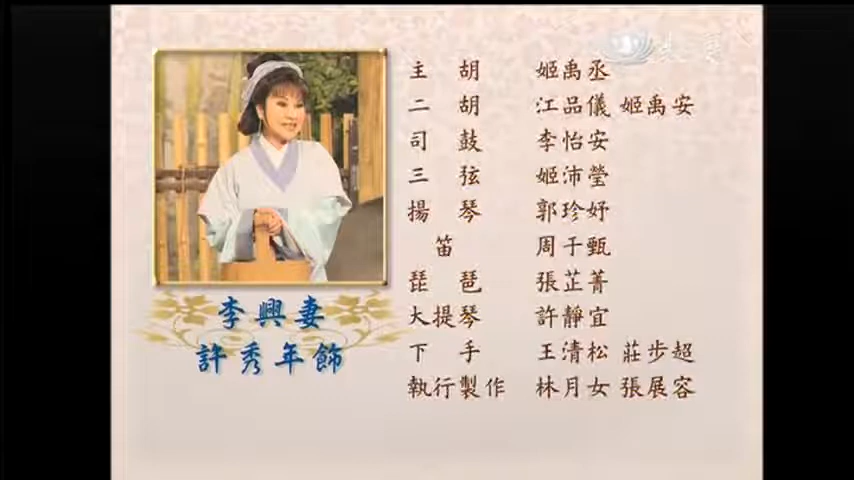 主胡 姬禹丞
二胡 江品儀 姬禹安
司鼓 李怡安
三弦 姬沛瑩
揚琴 郭珍妤
笛 周子甄
琵琶 張芷菁
大提琴 許靜宜
下手 王清松 莊步超
執行製作 林月女 張展容
李興妻
許秀年飾